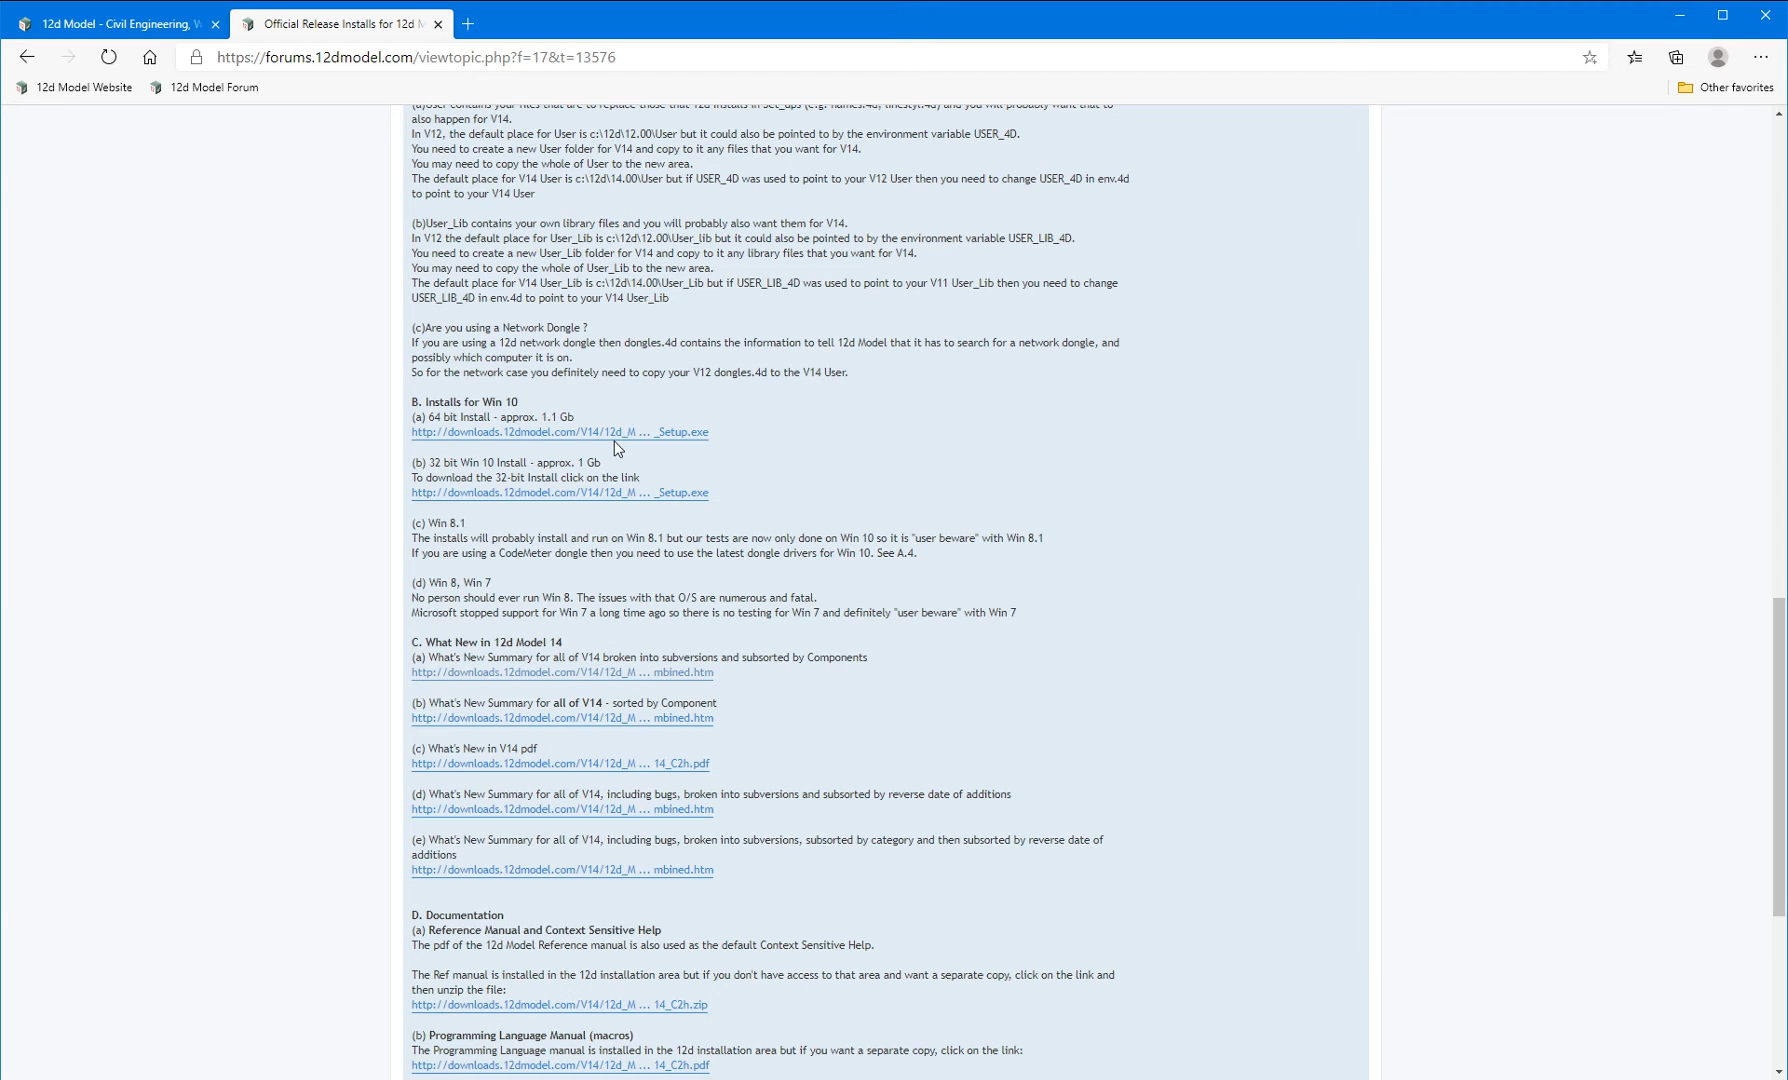 12d Model - Civil Engineering, W
Official Release Installs for 12d M
https://forums.12dmodel.com/viewtopic.php?f=17&t=13576
12d Model Website
12d Model Forum
Other favorites
(a)User contains your files that are to replace those that 12d installs in Set_ups (e.g. names.4d, linestyl.4d) and you will probably want that to
also happen for V14.
In V12, the default place for User is c:\12d\12.00\User but it could also be pointed to by the environment variable USER_4D.
You need to create a new User folder for V14 and copy to it any files that you want for V14.
You may need to copy the whole of User to the new area.
The default place for V14 User is c:\12d\14.00\User but if USER_4D was used to point to your V12 User then you need to change USER_4D in env.4d
to point to your V14 User
(b)User_Lib contains your own library files and you will probably also want them for V14.
In V12 the default place for User_Lib is c:\12d\12.00\User_lib but it could also be pointed to by the environment variable USER_LIB_4D.
You need to create a new User_Lib folder for V14 and copy to it any library files that you want for V14.
You may need to copy the whole of User_Lib to the new area.
The default place for V14 User_Lib is c:\12d\14.00\User_Lib but if USER_LIB_4D was used to point to your V11 User_Lib then you need to change
USER_LIB_4D in env.4d to point to your V14 User_Lib
(c)Are you using a Network Dongle ?
If you are using a 12d network dongle then dongles.4d contains the information to tell 12d Model that it has to search for a network dongle, and
possibly which computer it is on.
So for the network case you definitely need to copy your V12 dongles.4d to the V14 User.
B. Installs for Win 10
(a) 64 bit Install - approx. 1.1 Gb
http://downloads.12dmodel.com/V14/12d_M ... _Setup.exe
(b) 32 bit Win 10 Install - approx. 1 Gb
To download the 32-bit Install click on the link
http://downloads.12dmodel.com/V14/12d_M ... _Setup.exe
(c) Win 8.1
The installs will probably install and run on Win 8.1 but our tests are now only done on Win 10 so it is "user beware" with Win 8.1
If you are using a CodeMeter dongle then you need to use the latest dongle drivers for Win 10. See A.4.
(d) Win 8, Win 7
No person should ever run Win 8. The issues with that O/S are numerous and fatal.
Microsoft stopped support for Win 7 a long time ago so there is no testing for Win 7 and definitely "user beware" with Win 7
C. What New in 12d Model 14
(a) What's New Summary for all of V14 broken into subversions and subsorted by Components
http://downloads.12dmodel.com/V14/12d_M ... mbined.htm
(b) What's New Summary for all of V14 - sorted by Component
http://downloads.12dmodel.com/V14/12d_M ... mbined.htm
(c) What's New in V14 pdf
http://downloads.12dmodel.com/V14/12d_M ... 14_C2h.pdf
(d) What's New Summary for all of V14, including bugs, broken into subversions and subsorted by reverse date of additions
http://downloads.12dmodel.com/V14/12d_M ... mbined.htm
(e) What's New Summary for all of V14, including bugs, broken into subversions, subsorted by category and then subsorted by reverse date of
additions
http://downloads.12dmodel.com/V14/12d_M ... mbined.htm
D. Documentation
(a) Reference Manual and Context Sensitive Help
The pdf of the 12d Model Reference manual is also used as the default Context Sensitive Help.
The Ref manual is installed in the 12d installation area but if you don't have access to that area and want a separate copy, click on the link and
then unzip the file:
http://downloads.12dmodel.com/V14/12d_M ... 14_C2h.zip
(b) Programming Language Manual (macros)
The Programming Language manual is installed in the 12d installation area but if you want a separate copy, click on the link:
http://downloads.12dmodel.com/V14/12d_M ... 14_C2h.pdf